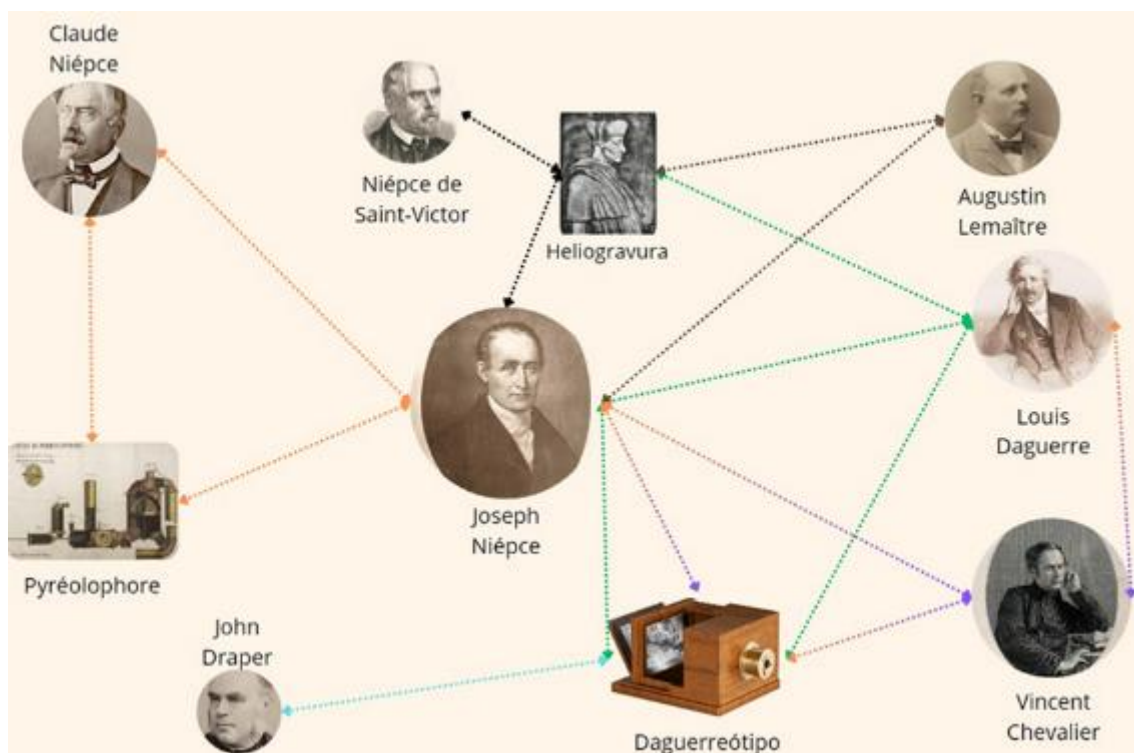 Claude
Niépce
Niépce de
Saint-Victor
Heliogravura
Augustin
Lemaître
Louis
Daguerre
Joseph
Niépce
Pyréolophore
John
Draper
Vincent
Chevalier
Daguerreótipo